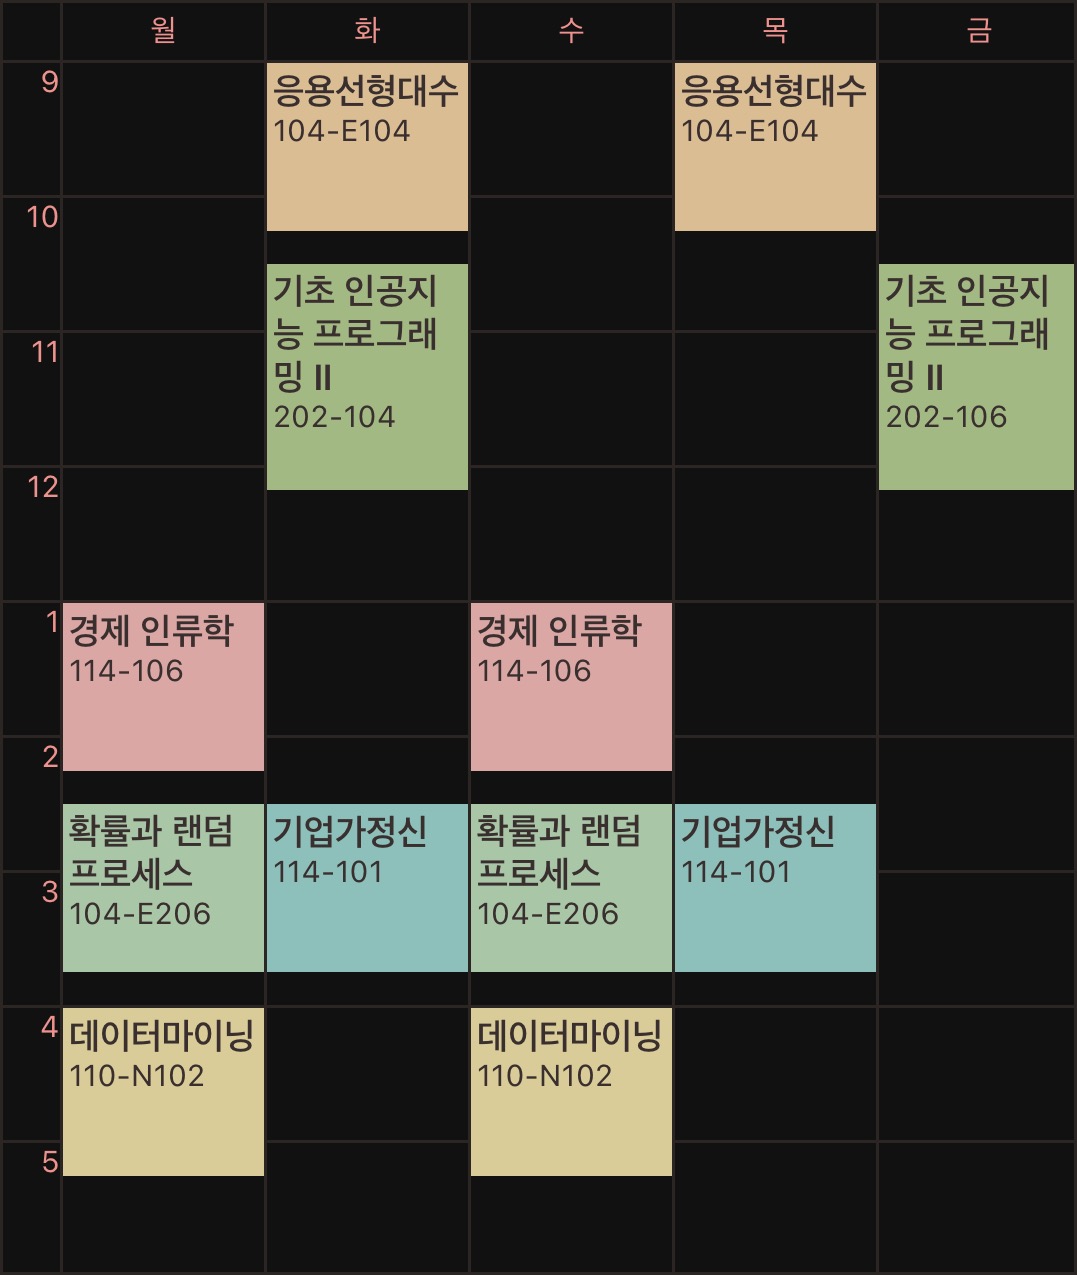 월 화 수 목 금
9
응용선형대수
104-E104
응용선형대수
104-E104
10
기초 인공지
능 프로그래
밍 II
202-104
기초 인공지
능 프로그래
밍 II
202-106
11
12
1
경제 인류학
114-106
경제 인류학
114-106
2
확률과 랜덤
프로세스
104-E206
기업가정신
114-101
확률과 랜덤
프로세스
104-E206
기업가정신
114-101
3
4
데이터마이닝
110-N102
데이터마이닝
110-N102
5